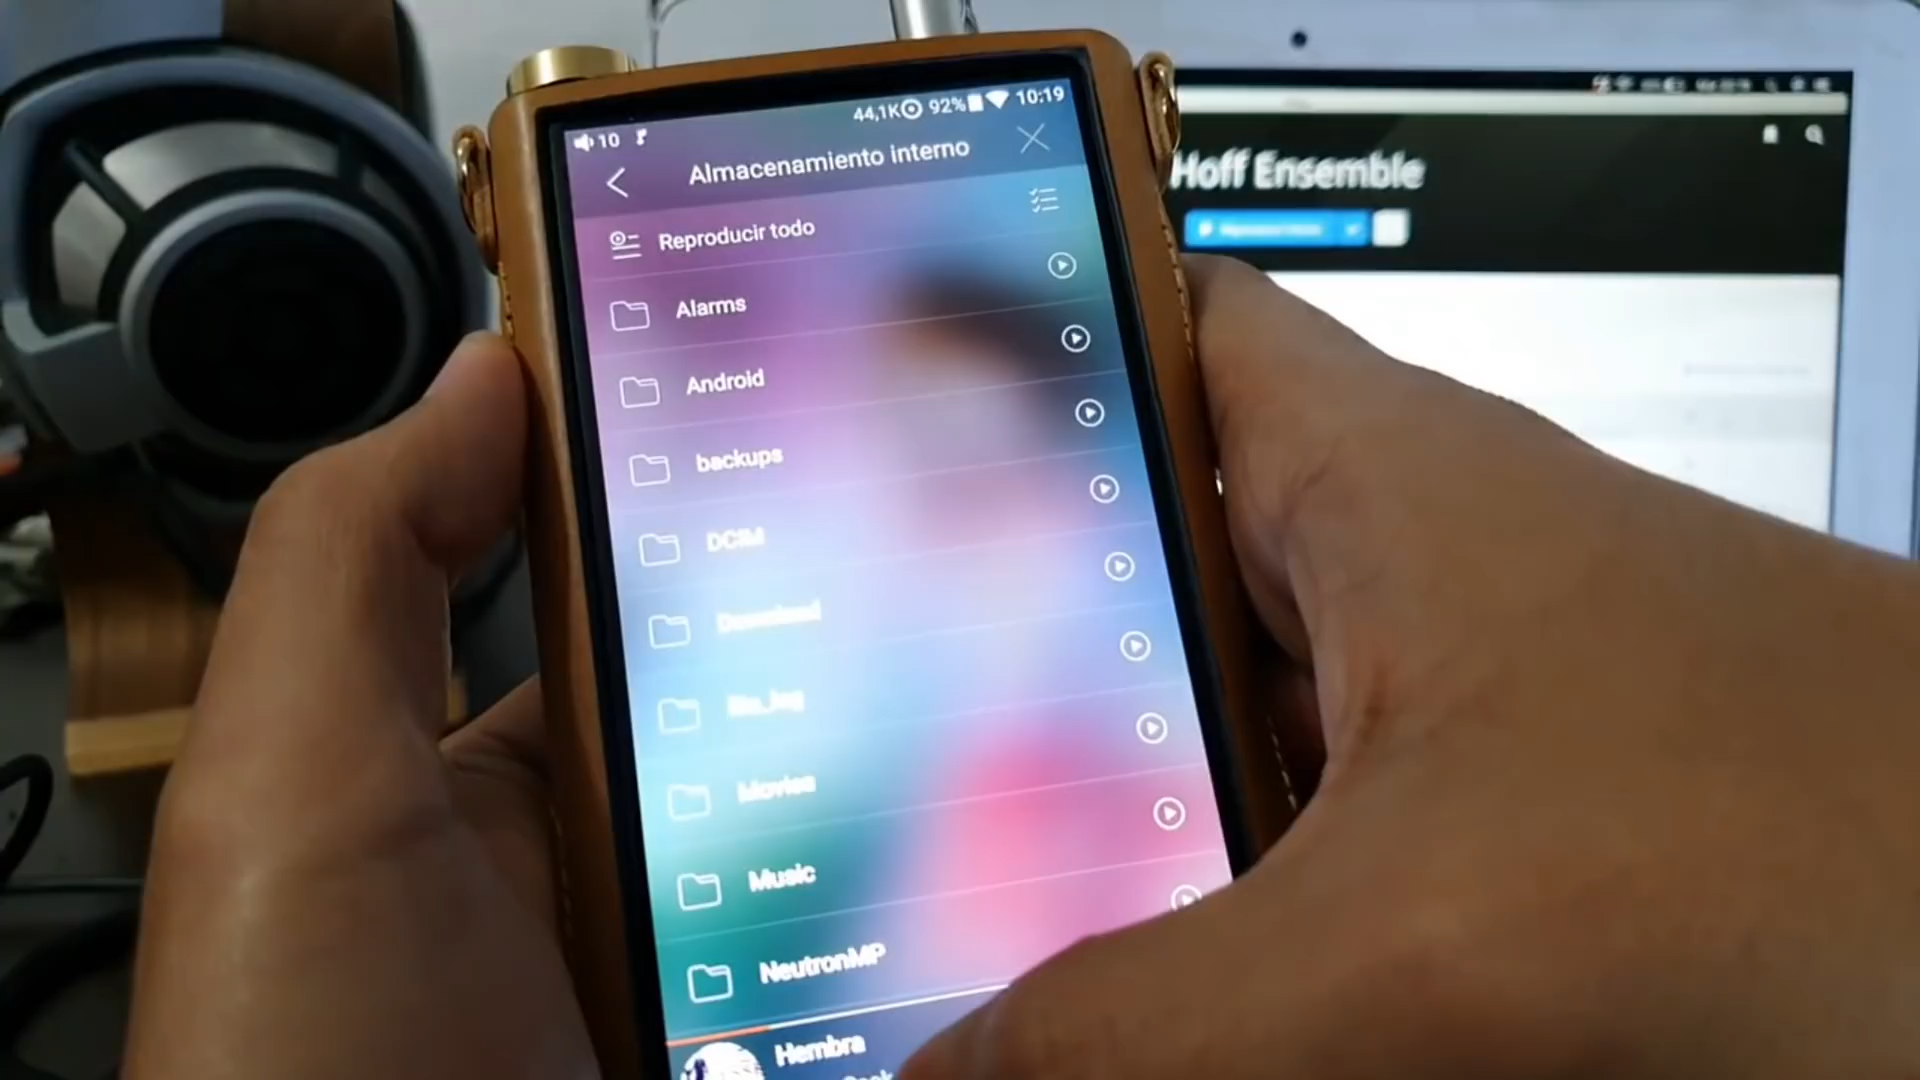 10
44,1K 92% 10:19
Almacenamiento interno
Reproducir todo
Alarms
Android
backups
DCIM
Download
Movies
Music
NeutronMP
Hembra
Hoff Ensemble